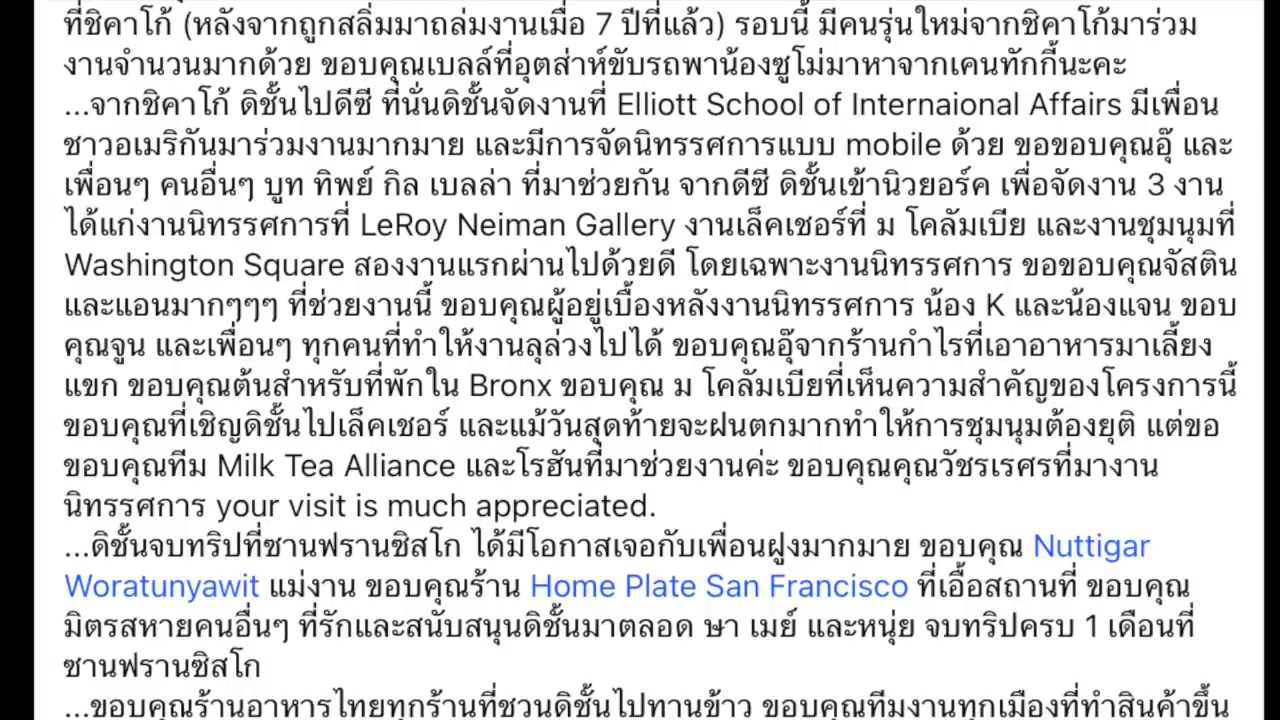 ที่ชิคาโก้ (หลังจากถูกสลิ่มมาถล่มงานเมื่อ 7 ปีที่แล้ว) รอบนี้ มีคนรุ่นใหม่จากชิคาโก้มาร่วม
งานจำนวนมากด้วย ขอบคุณเบลล์ที่อุตส่าห์ขับรถพาน้องซูโม่มาหาจากเคนทักกี้นะคะ
...จากชิคาโก้ ดิชั้นไปดีซี ที่นั่นดิชั้นจัดงานที่ Elliott School of Internaional Affairs มีเพื่อน
ชาวอเมริกันมาร่วมงานมากมาย และมีการจัดนิทรรศการแบบ mobile ด้วย ขอขอบคุณอุ๊ และ
เพื่อนๆ คนอื่นๆ บูท ทิพย์ กิล เบลล่า ที่มาช่วยกัน จากดีซี ดิชั้นเข้านิวยอร์ค เพื่อจัดงาน 3 งาน
ได้แก่งานนิทรรศการที่ LeRoy Neiman Gallery งานเล็คเชอร์ที่ ม โคลัมเบีย และงานชุมนุมที่
Washington Square สองงานแรกผ่านไปด้วยดี โดยเฉพาะงานนิทรรศการ ขอขอบคุณจัสติน
และแอนมากๆๆๆ ที่ช่วยงานนี้ ขอบคุณผู้อยู่เบื้องหลังงานนิทรรศการ น้อง K และน้องแจน ขอบ
คุณจูน และเพื่อนๆ ทุกคนที่ทำให้งานลุล่วงไปได้ ขอบคุณอุ๊จากร้านกำไรที่เอาอาหารมาเลี้ยง
แขก ขอบคุณต้นสำหรับที่พักใน Bronx ขอบคุณ ม โคลัมเบียที่เห็นความสำคัญของโครงการนี้
ขอบคุณที่เชิญดิชั้นไปเล็คเชอร์ และแม้วันสุดท้ายจะฝนตกมากทำให้การชุมนุมต้องยุติ แต่ขอ
ขอบคุณทีม Milk Tea Alliance และโรฮันที่มาช่วยงานค่ะ ขอบคุณคุณวัชรเรศรที่มางาน
นิทรรศการ your visit is much appreciated.
...ดิชั้นจบทริปที่ซานฟรานซิสโก ได้มีโอกาสเจอกับเพื่อนฝูงมากมาย ขอบคุณ Nuttigar
Woratunyawit แม่งาน ขอบคุณร้าน Home Plate San Francisco ที่เอื้อสถานที่ ขอบคุณ
มิตรสหายคนอื่นๆ ที่รักและสนับสนุนดิชั้นมาตลอด ษา เมย์ และหนุ่ย จบทริปครบ 1 เดือนที่
ซานฟรานซิสโก
...ขอบคุณร้านอาหารไทยทุกร้านที่ชวนดิชั้นไปทานข้าว ขอบคุณทีมงานทุกเมืองที่ทำสินค้าขึ้น